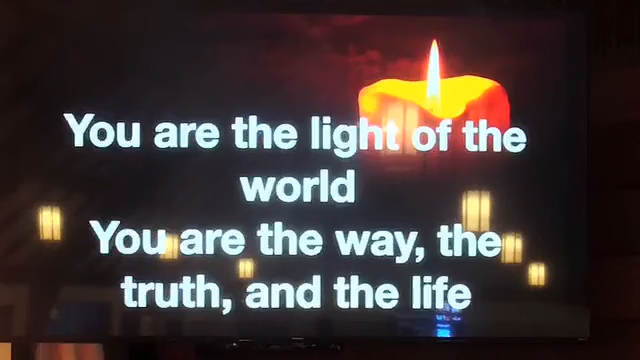 You are the light of the
world
You are the way, the
truth, and the life